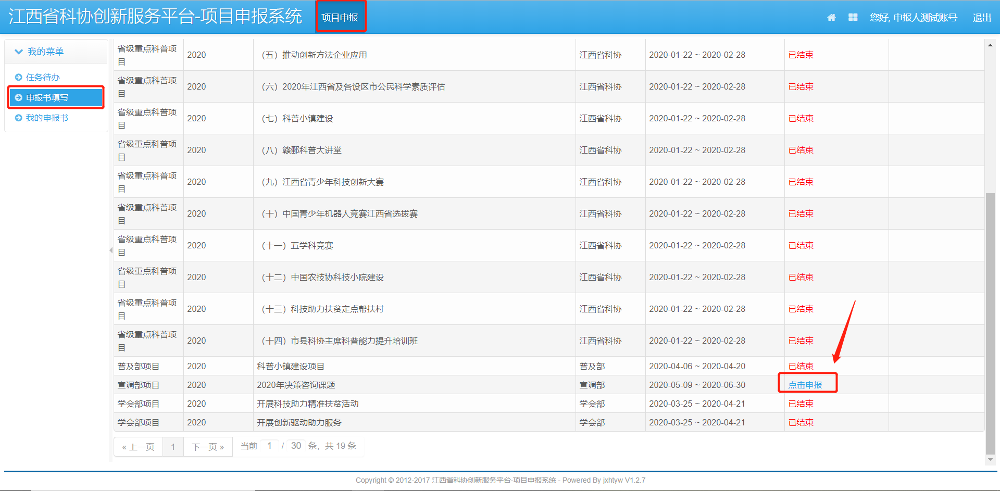 江西省科协创新服务平台-项目申报系统 项目申报 您好, 申报人测试账号 退出
我的菜单
任务待办
申报书填写
我的申报书
省级重点科普项目 2020 （五）推动创新方法企业应用 江西省科协 2020-01-22 ~ 2020-02-28 已结束
省级重点科普项目 2020 （六）2020年江西省及各设区市公民科学素质评估 江西省科协 2020-01-22 ~ 2020-02-28 已结束
省级重点科普项目 2020 （七）科普小镇建设 江西省科协 2020-01-22 ~ 2020-02-28 已结束
省级重点科普项目 2020 （八）赣鄱科普大讲堂 江西省科协 2020-01-22 ~ 2020-02-28 已结束
省级重点科普项目 2020 （九）江西省青少年科技创新大赛 江西省科协 2020-01-22 ~ 2020-02-28 已结束
省级重点科普项目 2020 （十）中国青少年机器人竞赛江西省选拔赛 江西省科协 2020-01-22 ~ 2020-02-28 已结束
省级重点科普项目 2020 （十一）五学科竞赛 江西省科协 2020-01-22 ~ 2020-02-28 已结束
省级重点科普项目 2020 （十二）中国农技协科技小院建设 江西省科协 2020-01-22 ~ 2020-02-28 已结束
省级重点科普项目 2020 （十三）科技助力扶贫定点帮扶村 江西省科协 2020-01-22 ~ 2020-02-28 已结束
省级重点科普项目 2020 （十四）市县科协主席科普能力提升培训班 江西省科协 2020-01-22 ~ 2020-02-28 已结束
普及部项目 2020 科普小镇建设项目 普及部 2020-04-06 ~ 2020-04-20 已结束
宣调部项目 2020 2020年决策咨询课题 宣调部 2020-05-09 ~ 2020-06-30 点击申报
学会部项目 2020 开展科技助力精准扶贫活动 学会部 2020-03-25 ~ 2020-04-21 已结束
学会部项目 2020 开展创新驱动助力服务 学会部 2020-03-25 ~ 2020-04-21 已结束
« 上一页 1 下一页 » 当前 1 / 30 条, 共 19 条
Copyright © 2012-2017 江西省科协创新服务平台-项目申报系统 - Powered By jxhtyw V1.2.7